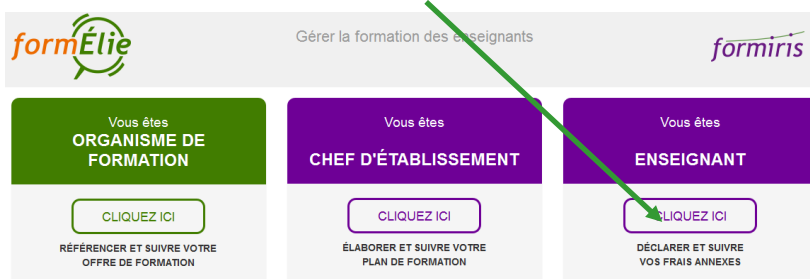 formÉlie
Gérer la formation des enseignants
formiris
Vous êtes
ORGANISME DE
FORMATION
CLIQUEZ ICI
RÉFÉRENCER ET SUIVRE VOTRE
OFFRE DE FORMATION
Vous êtes
CHEF D'ÉTABLISSEMENT
CLIQUEZ ICI
ÉLABORER ET SUIVRE VOTRE
PLAN DE FORMATION
Vous êtes
ENSEIGNANT
CLIQUEZ ICI
DÉCLARER ET SUIVRE
VOS FRAIS ANNEXES